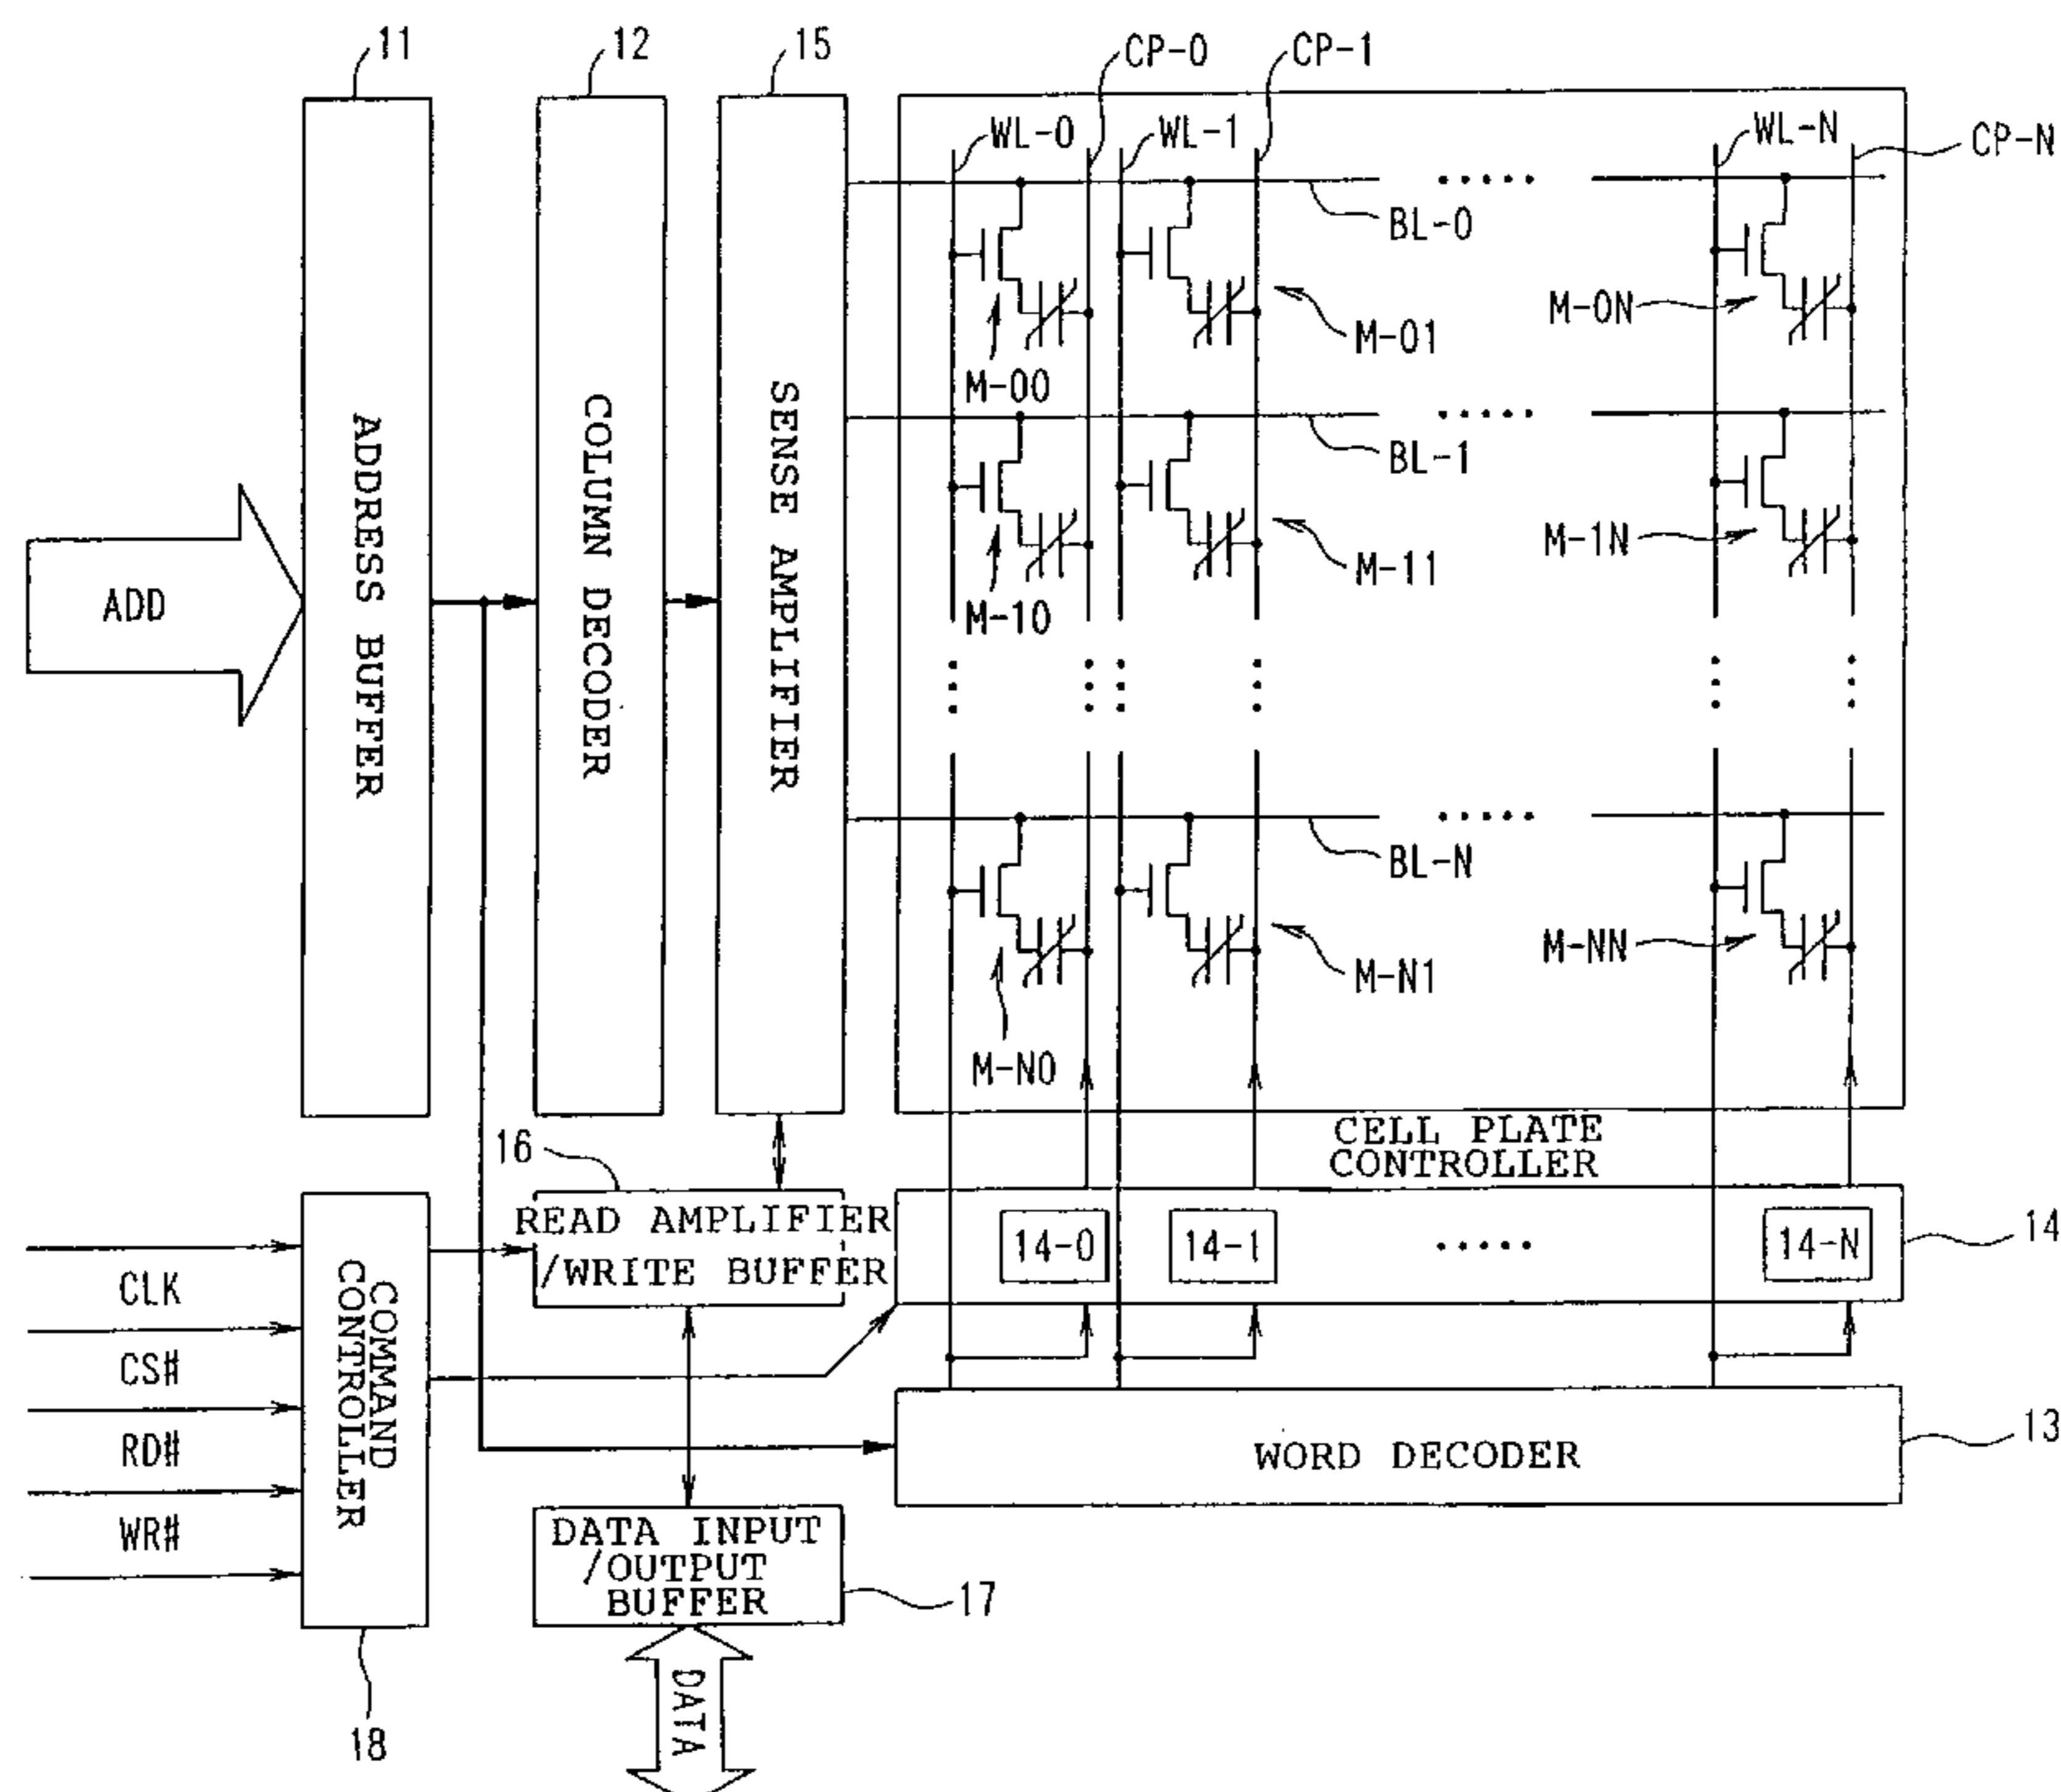 11
12
15
CP-0
CP-1
WL-0
WL-1
WL-N
CP-N
BL-0
M-00
M-01
M-0N
BL-1
M-10
M-11
M-1N
BL-N
M-N0
M-N1
M-NN
ADD
ADDRESS BUFFER
COLUMN DECODER
SENSE AMPLIFIER
CELL PLATE
CONTROLLER
16
READ AMPLIFIER
/WRITE BUFFER
14-0
14-1
14-N
14
CLK
CS#
RD#
WR#
COMMAND
CONTROLLER
18
WORD DECODER
13
DATA INPUT
/OUTPUT
BUFFER
17
DATA